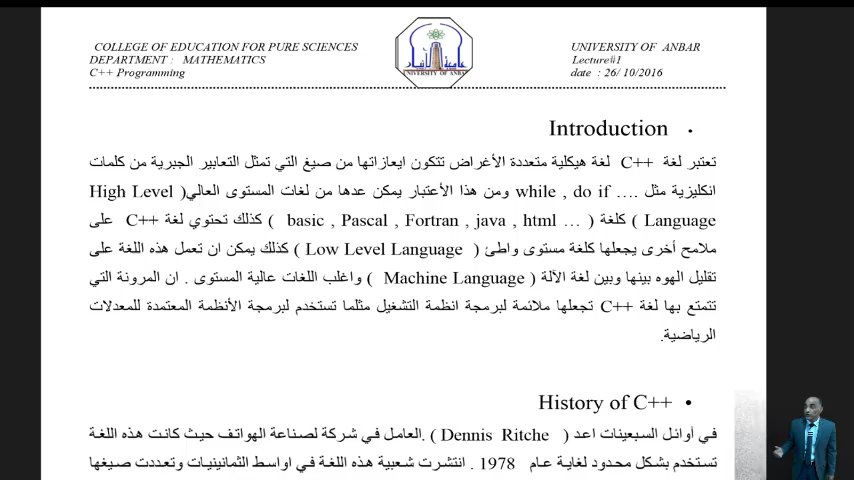 COLLEGE OF EDUCATION FOR PURE SCIENCES
DEPARTMENT : MATHEMATICS
C++ Programming
UNIVERSITY OF ANBAR
UNIVERSITY OF ANBAR
Lecture#1
date : 26/ 10/2016
• Introduction
تعتبر لغة C++ لغة هيكلية متعددة الأغراض تتكون ايعازاتها من صيغ التي تمثل التعابير الجبرية من كلمات
انكليزية مثل .... while , do if ومن هذا الأعتبار يمكن عدها من لغات المستوى العالي( High Level
Language ) كلغة ( basic , Pascal , Fortran , java , html … ) كذلك تحتوي لغة C++ على
ملامح أخرى يجعلها كلغة مستوى واطئ ( Low Level Language ) كذلك يمكن ان تعمل هذه اللغة على
تقليل الهوه بينها وبين لغة الآلة ( Machine Language ) واغلب اللغات عالية المستوى . ان المرونة التي
تتمتع بها لغة C++ تجعلها ملائمة لبرمجة انظمة التشغيل مثلما تستخدم لبرمجة الأنظمة المعتمدة للمعدلات
الرياضية.
• History of C++
في أوائل السبعينات اعد ( Dennis Ritche ) .العامل في شركة لصناعة الهواتف حيث كانت هذه اللغة
تستخدم بشكل محدود لغاية عام 1978 . انتشرت شعبية هذه اللغة في اواسط الثمانينيات وتعددت صيغها